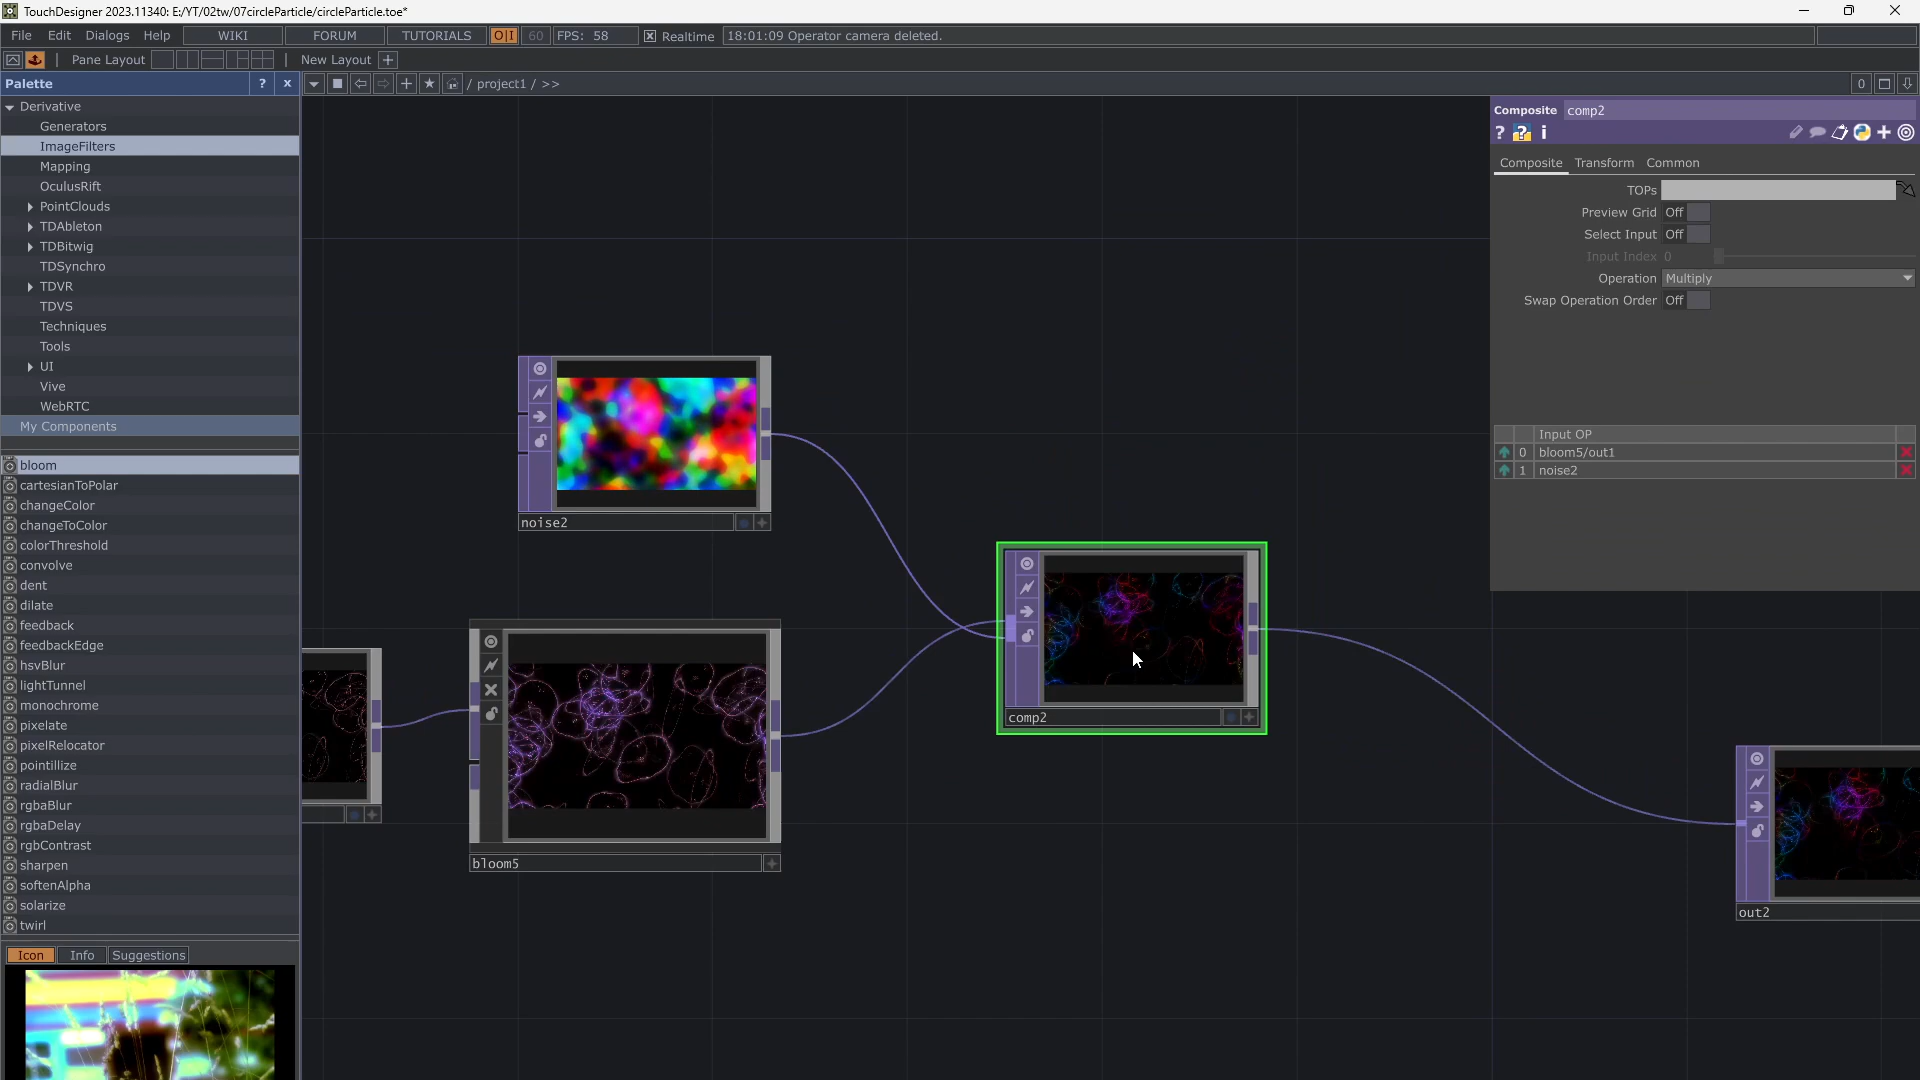 TouchDesigner 2023.11340: E:/YT/02tw/07circleParticle/circleParticle.toe*
File Edit Dialogs Help WIKI FORUM TUTORIALS O|I 60 FPS: 58 Realtime 18:01:09 Operator camera deleted.
Pane Layout New Layout +
Palette ? x / project1 / >> 0
Derivative
Generators
ImageFilters
Mapping
OculusRift
PointClouds
TDAbleton
TDBitwig
TDSynchro
TDVR
TDVS
Techniques
Tools
UI
Vive
WebRTC
My Components
bloom
cartesianToPolar
changeColor
changeToColor
colorThreshold
convolve
dent
dilate
feedback
feedbackEdge
hsvBlur
lightTunnel
monochrome
pixelate
pixelRelocator
pointillize
radialBlur
rgbaBlur
rgbaDelay
rgbContrast
sharpen
softenAlpha
solarize
twirl
Icon Info Suggestions
noise2
bloom5
comp2
out2
Composite comp2
? ? i
Composite Transform Common
TOPs
Preview Grid Off
Select Input Off
Input Index 0
Operation Multiply
Swap Operation Order Off
Input OP
0 bloom5/out1
1 noise2